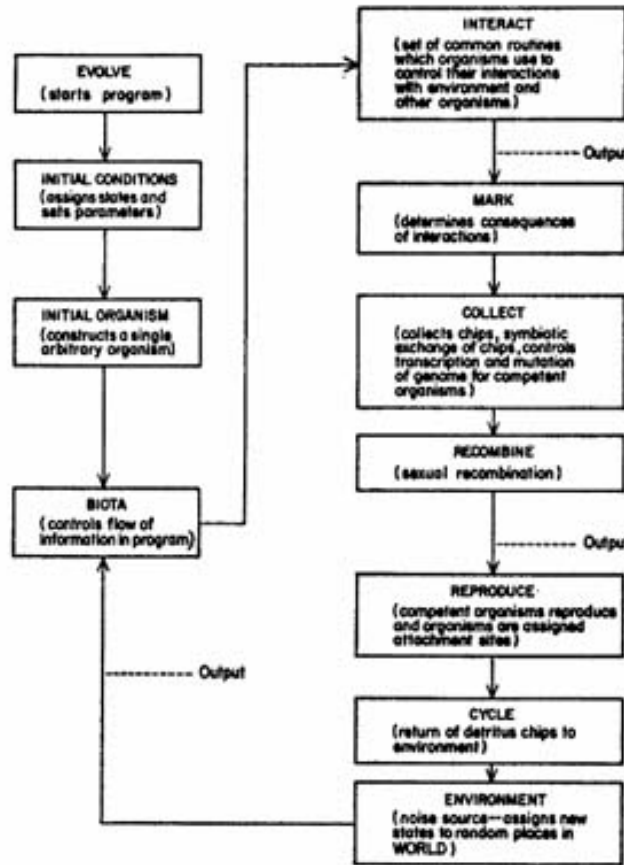 EVOLVE
(starts program)
INITIAL CONDITIONS
(assigns states and
sets parameters)
INITIAL ORGANISM
(constructs a single
arbitrary organism)
BIOTA
(controls flow of
information in program)
Output
INTERACT
(set of common routines
which organisms use to
control their interactions
with environment and
other organisms)
Output
MARK
(determines consequences
of interactions)
COLLECT
(collects chips, symbiotic
exchange of chips, controls
transcription and mutation
of genome for competent
organisms)
RECOMBINE
(sexual recombination)
Output
REPRODUCE
(competent organisms reproduce
and organisms are assigned
attachment sites)
CYCLE
(return of detritus chips to
environment)
ENVIRONMENT
(noise source--assigns new
states to random places in
WORLD)